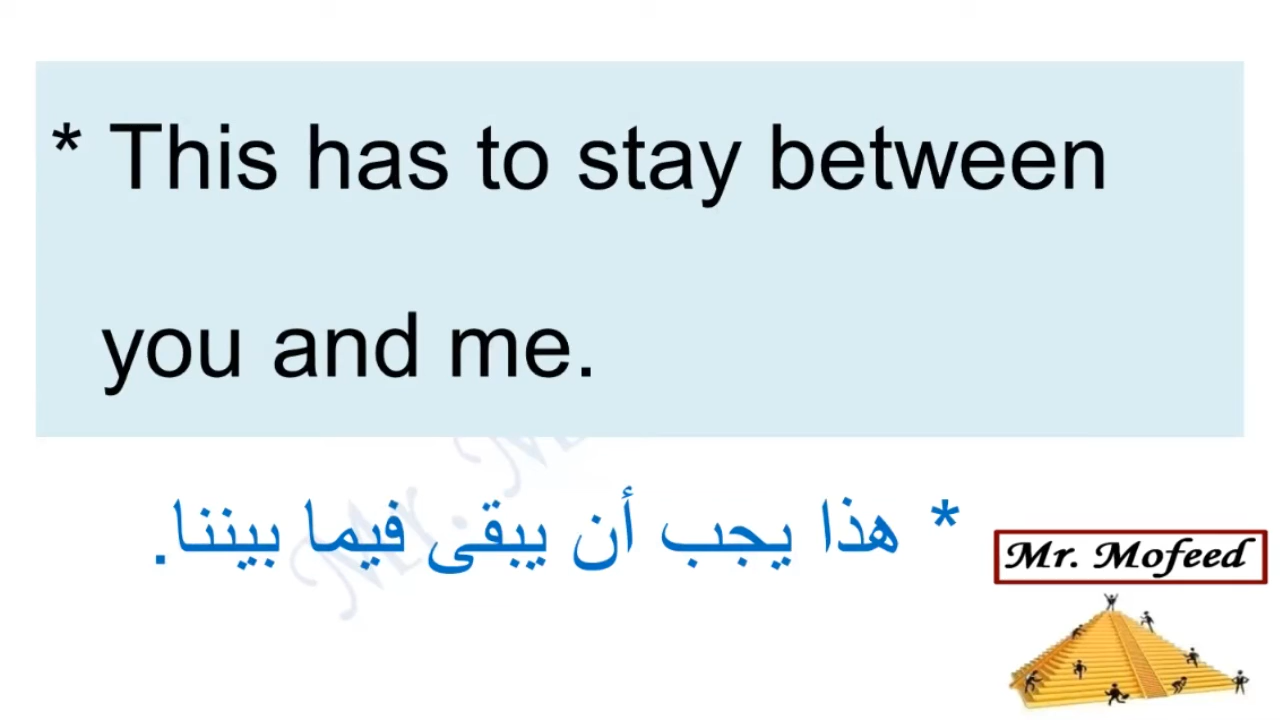 * This has to stay between
you and me.
* هذا يجب أن يبقى فيما بيننا.
Mr. Mofeed